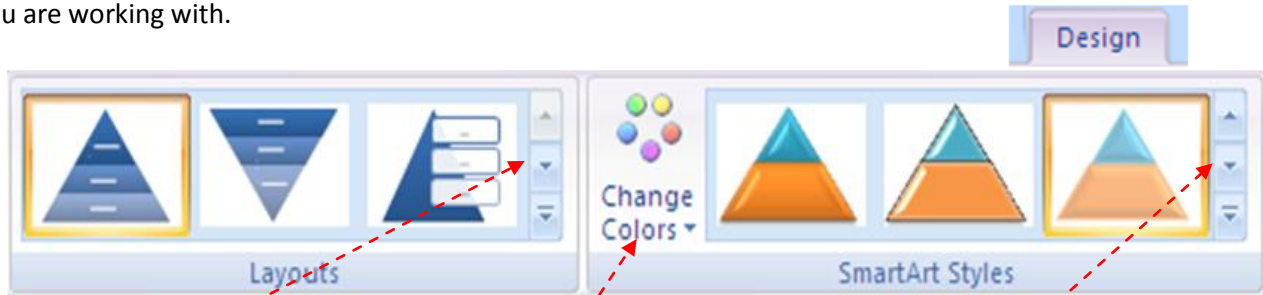 u are working with.
Design
Change
Colors
Layouts
SmartArt Styles